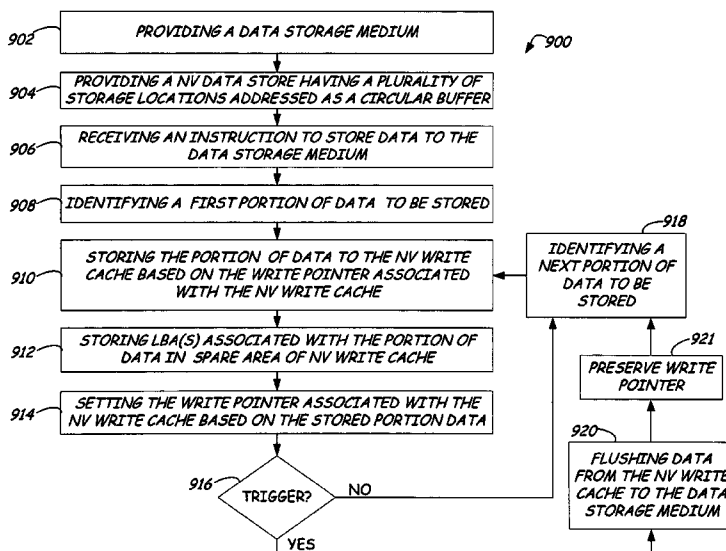 902
PROVIDING A DATA STORAGE MEDIUM
900
904
PROVIDING A NV DATA STORE HAVING A PLURALITY OF
STORAGE LOCATIONS ADDRESSED AS A CIRCULAR BUFFER
906
RECEIVING AN INSTRUCTION TO STORE DATA TO THE
DATA STORAGE MEDIUM
908
IDENTIFYING A FIRST PORTION OF DATA TO BE STORED
910
STORING THE PORTION OF DATA TO THE NV WRITE
CACHE BASED ON THE WRITE POINTER ASSOCIATED
WITH THE NV WRITE CACHE
918
IDENTIFYING A
NEXT PORTION OF
DATA TO BE
STORED
912
STORING LBA(S) ASSOCIATED WITH THE PORTION OF
DATA IN SPARE AREA OF NV WRITE CACHE
921
PRESERVE WRITE
POINTER
914
SETTING THE WRITE POINTER ASSOCIATED WITH THE
NV WRITE CACHE BASED ON THE STORED PORTION DATA
920
FLUSHING DATA
FROM THE NV WRITE
CACHE TO THE DATA
STORAGE MEDIUM
916
TRIGGER?
NO
YES